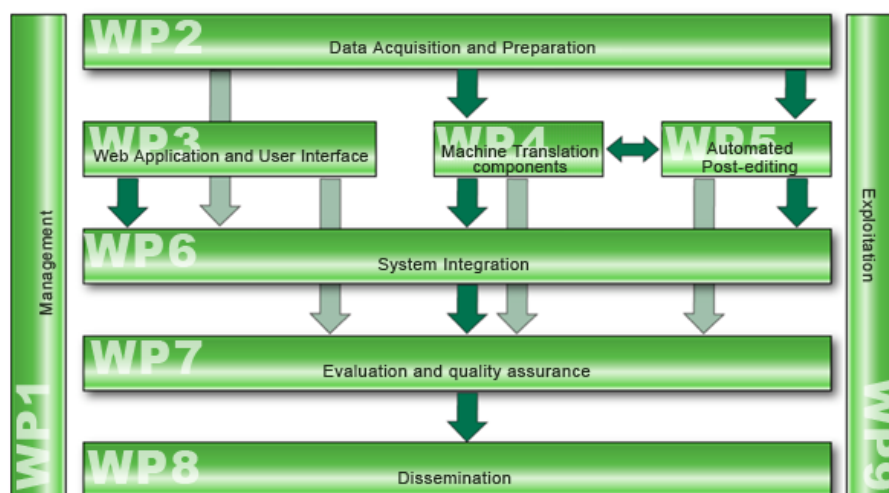 WP2
Data Acquisition and Preparation
WP3
Web Application and User Interface
WP4
Machine Translation
components
WP5
Automated
Post-editing
WP6
System Integration
WP7
Evaluation and quality assurance
WP8
Dissemination
WP1
Management
WP9
Exploitation